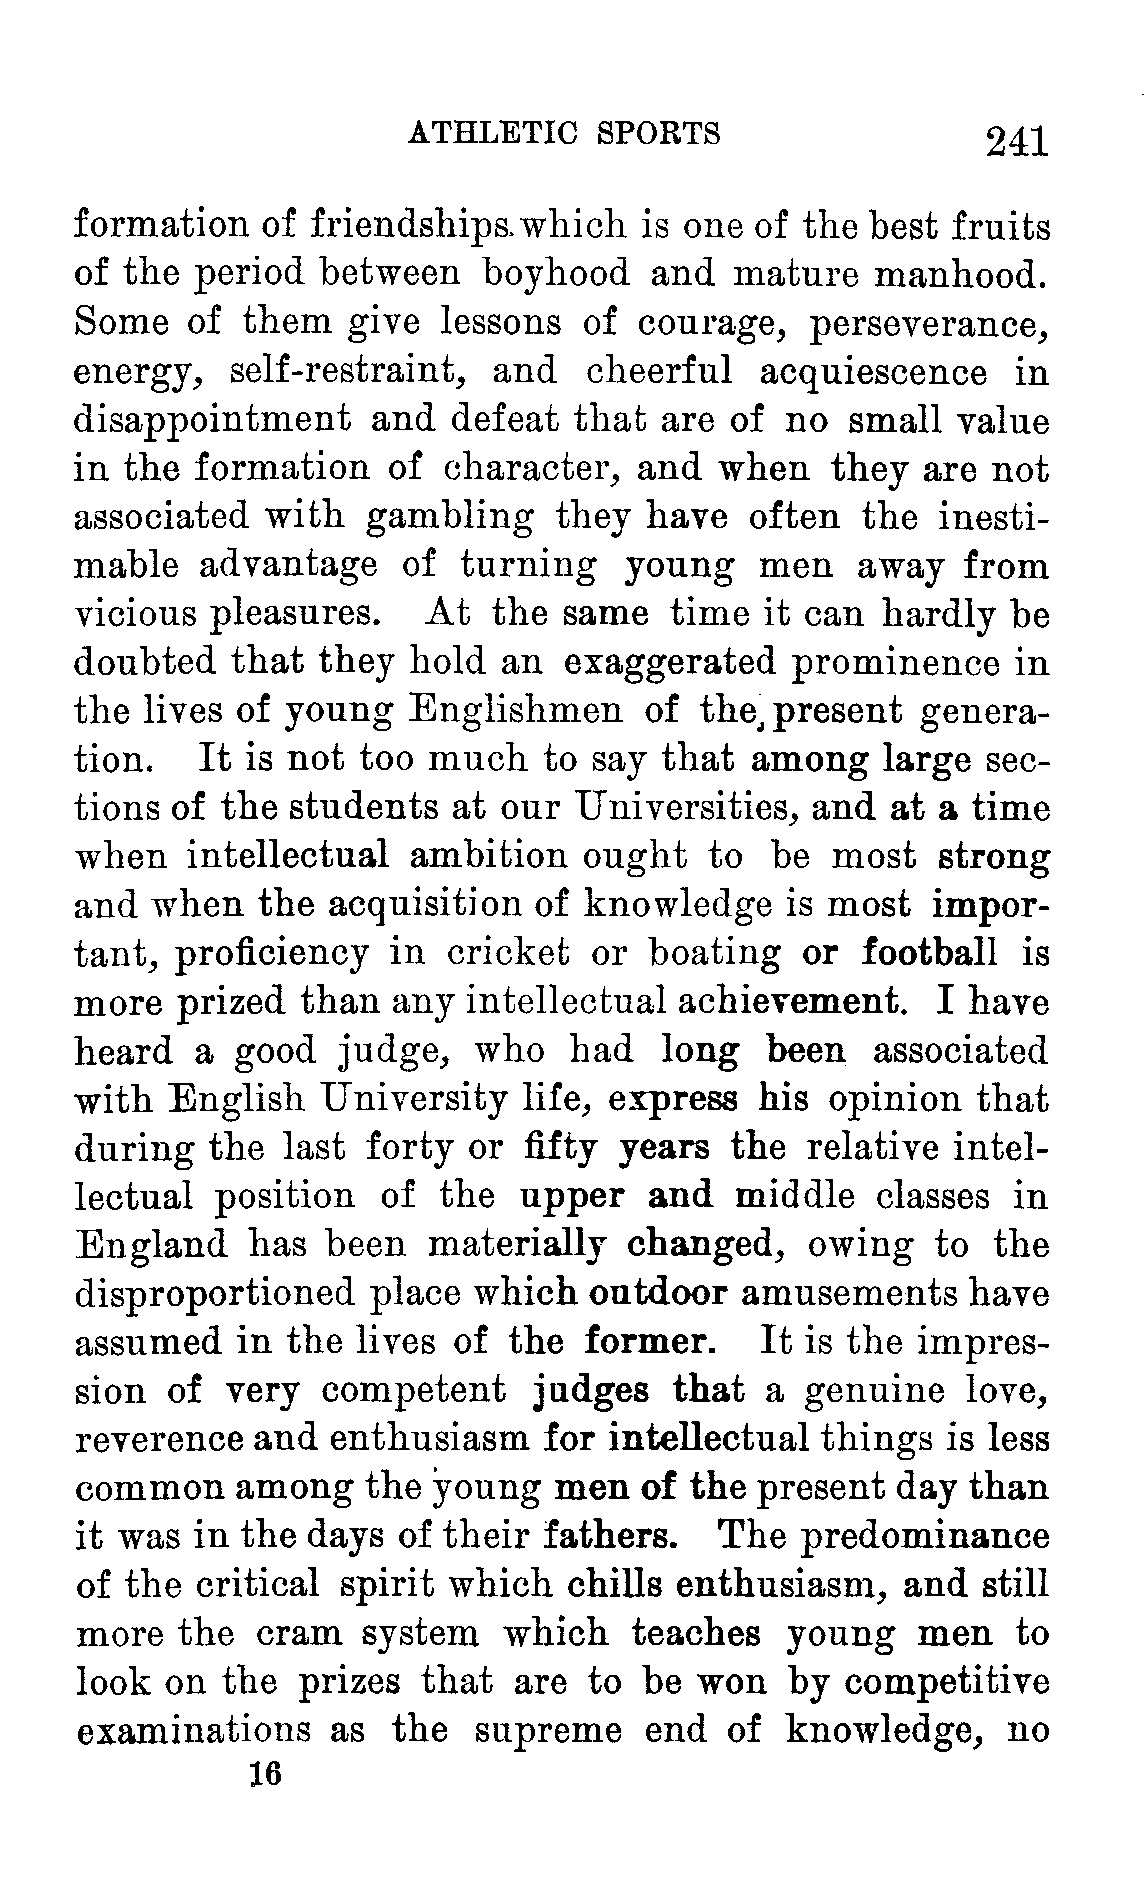 ATHLETIC SPORTS 241
formation of friendships which is one of the best fruits
of the period between boyhood and mature manhood.
Some of them give lessons of courage, perseverance,
energy, self-restraint, and cheerful acquiescence in
disappointment and defeat that are of no small value
in the formation of character, and when they are not
associated with gambling they have often the inesti-
mable advantage of turning young men away from
vicious pleasures. At the same time it can hardly be
doubted that they hold an exaggerated prominence in
the lives of young Englishmen of the present genera-
tion. It is not too much to say that among large sec-
tions of the students at our Universities, and at a time
when intellectual ambition ought to be most strong
and when the acquisition of knowledge is most impor-
tant, proficiency in cricket or boating or football is
more prized than any intellectual achievement. I have
heard a good judge, who had long been associated
with English University life, express his opinion that
during the last forty or fifty years the relative intel-
lectual position of the upper and middle classes in
England has been materially changed, owing to the
disproportioned place which outdoor amusements have
assumed in the lives of the former. It is the impres-
sion of very competent judges that a genuine love,
reverence and enthusiasm for intellectual things is less
common among the young men of the present day than
it was in the days of their fathers. The predominance
of the critical spirit which chills enthusiasm, and still
more the cram system which teaches young men to
look on the prizes that are to be won by competitive
examinations as the supreme end of knowledge, no
16